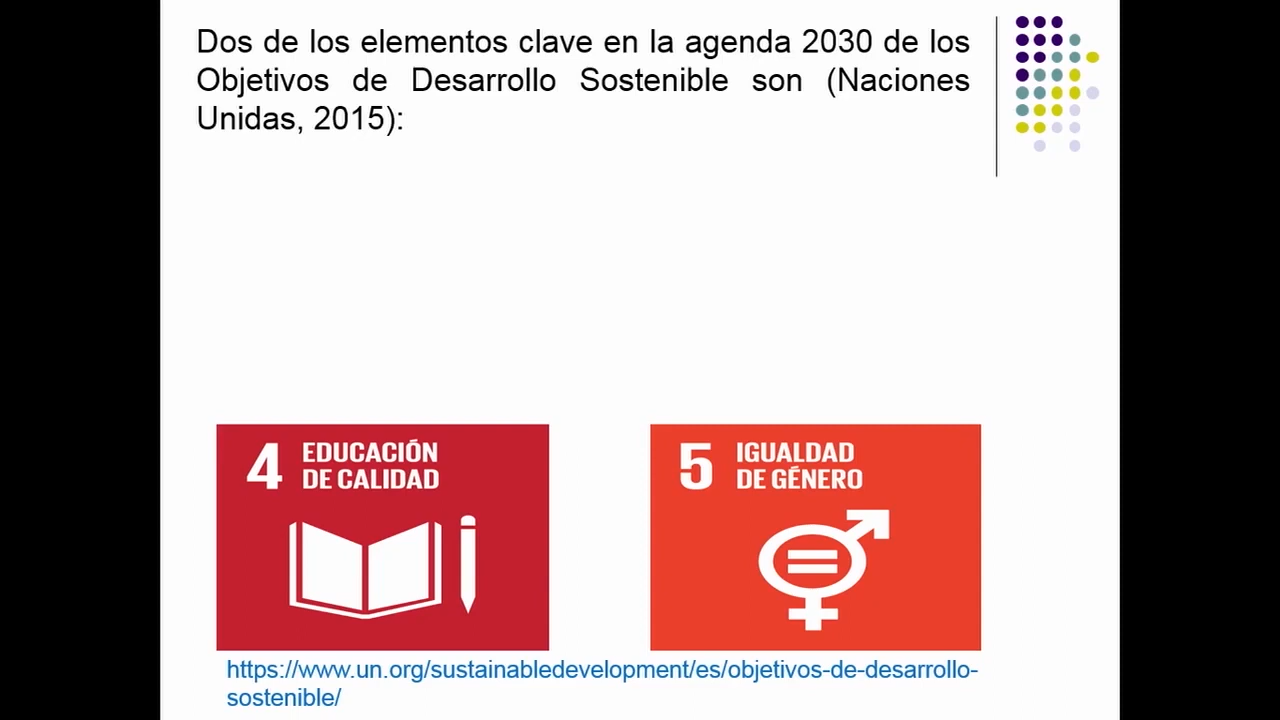 Dos de los elementos clave en la agenda 2030 de los
Objetivos de Desarrollo Sostenible son (Naciones
Unidas, 2015):
4 EDUCACIÓN
DE CALIDAD
5 IGUALDAD
DE GÉNERO
https://www.un.org/sustainabledevelopment/es/objetivos-de-desarrollo-
sostenible/